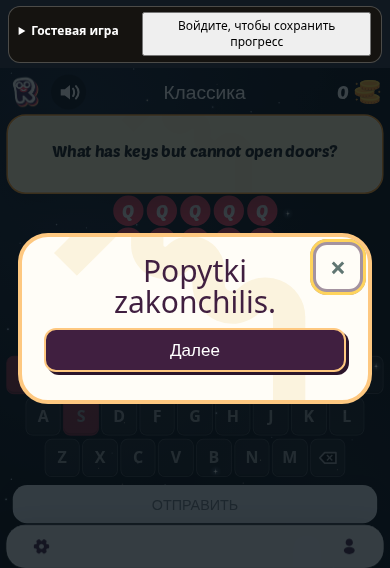 ▶ Гостевая игра
Войдите, чтобы сохранить
прогресс
Классика
0
What has keys but cannot open doors?
Q Q Q Q Q
Popytki
zakonchilis.
×
Далее
A S D F G H J K L
Z X C V B N M
ОТПРАВИТЬ